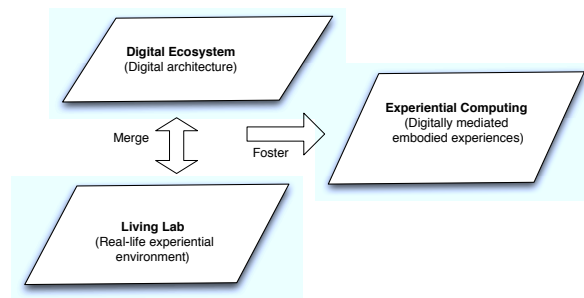 Digital Ecosystem
(Digital architecture)
Merge
Foster
Experiential Computing
(Digitally mediated
embodied experiences)
Living Lab
(Real-life experiential
environment)